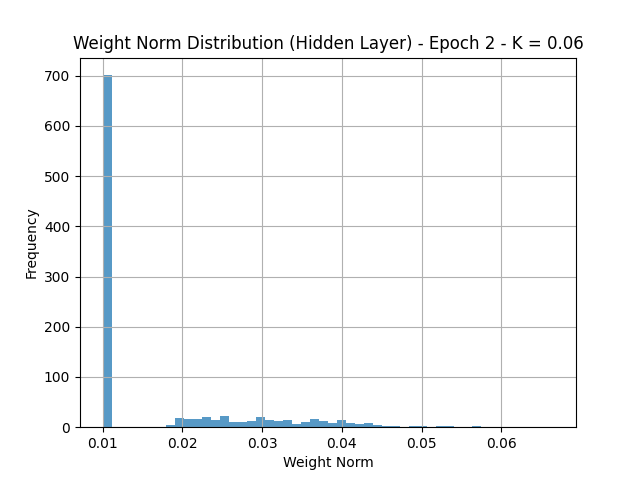 Weight Norm Distribution (Hidden Layer) - Epoch 2 - K = 0.06
700
600
500
400
300
200
100
0
Frequency
0.01 0.02 0.03 0.04 0.05 0.06
Weight Norm